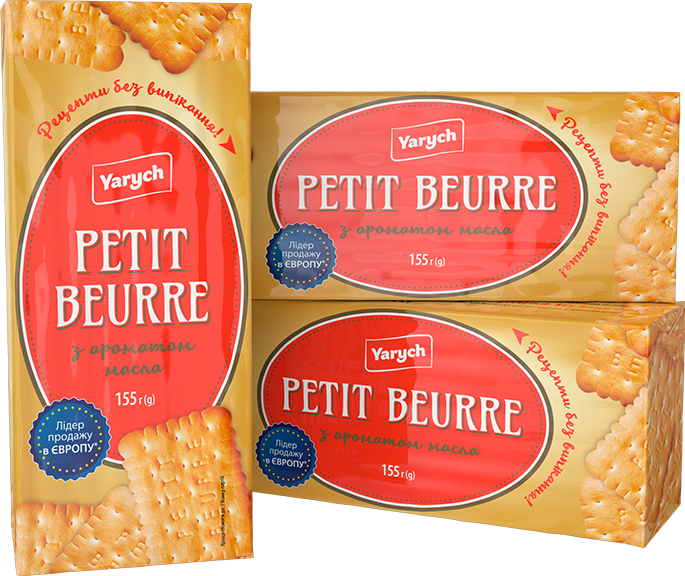 Рецепти без випікання!
Yarych
PETIT
BEURRE
з ароматом
масла
155 г (g)
Лідер
продажу
в ЄВРОПУ*
Yarych
PETIT BEURRE
з ароматом масла
155 г (g)
Лідер
продажу
в ЄВРОПУ*
Рецепти без випікання!
Yarych
PETIT BEURRE
з ароматом масла
155 г (g)
Лідер
продажу
в ЄВРОПУ*
Рецепти без випікання!